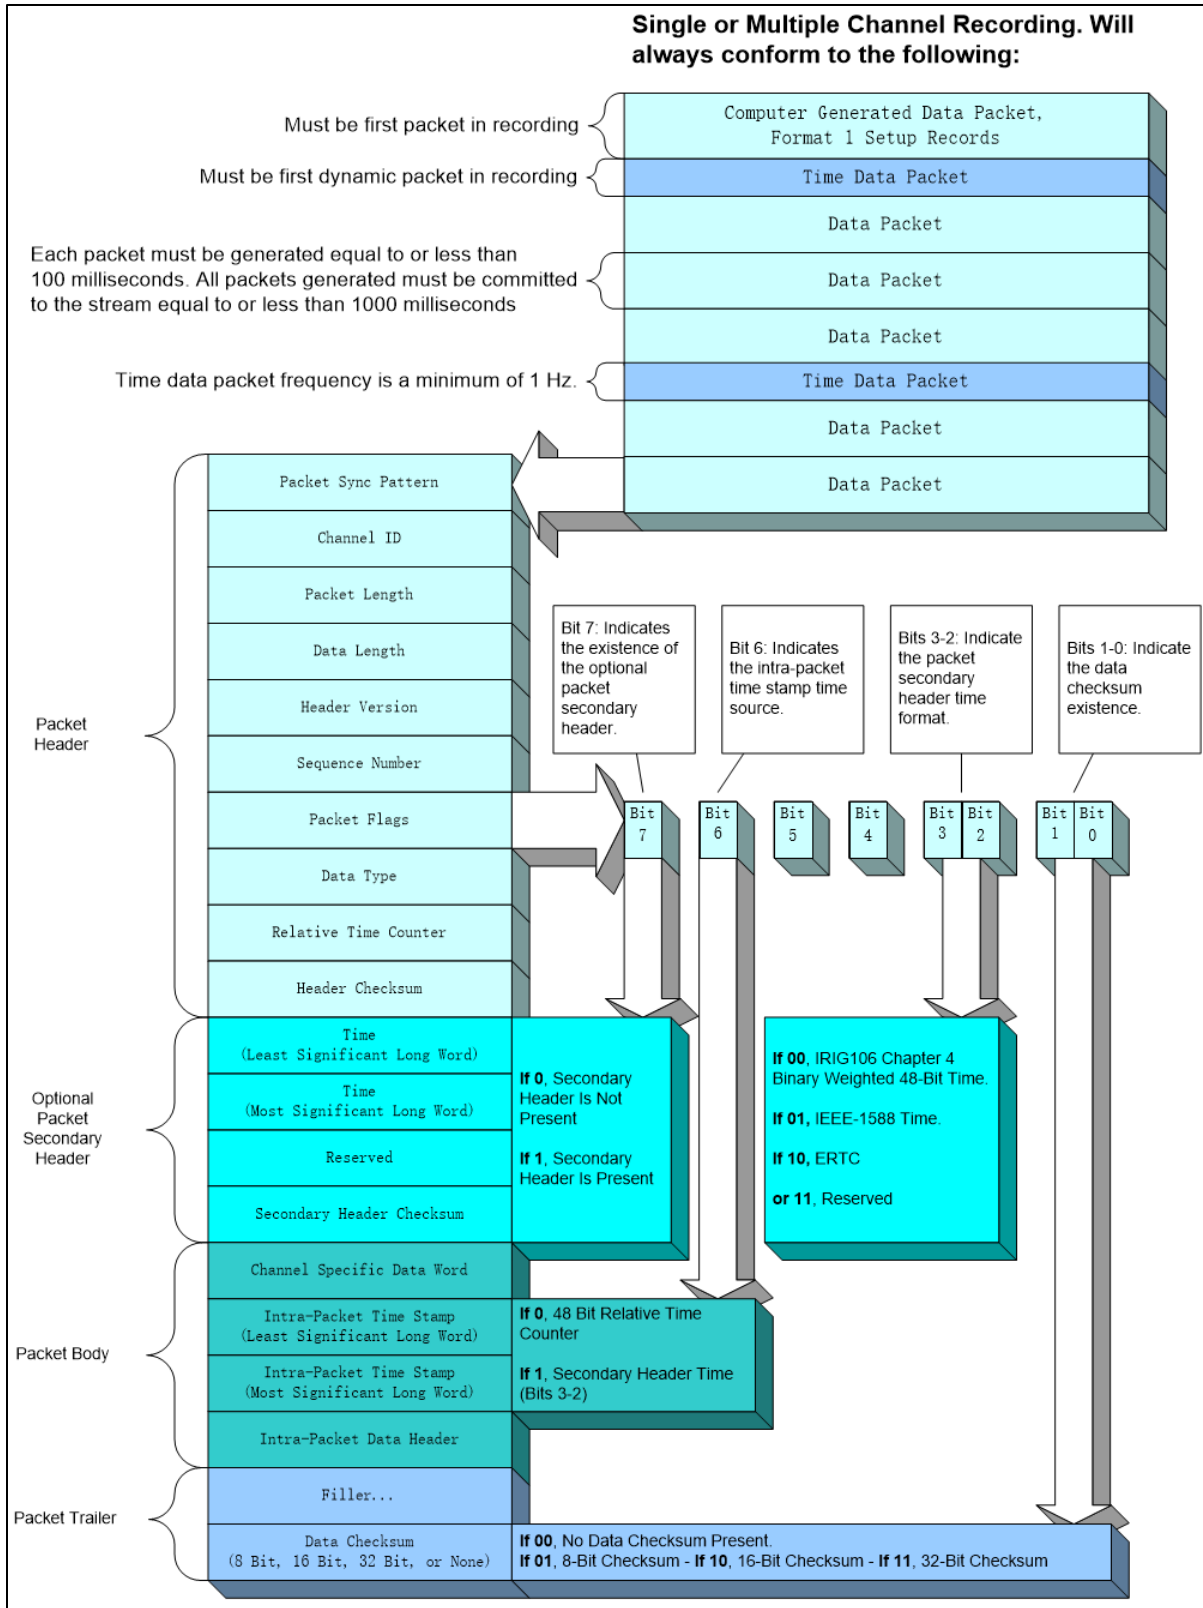 Single or Multiple Channel Recording. Will
always conform to the following:
Must be first packet in recording
Computer Generated Data Packet,
Format 1 Setup Records
Must be first dynamic packet in recording
Time Data Packet
Data Packet
Each packet must be generated equal to or less than
100 milliseconds. All packets generated must be committed
to the stream equal to or less than 1000 milliseconds
Data Packet
Data Packet
Time data packet frequency is a minimum of 1 Hz.
Time Data Packet
Data Packet
Data Packet
Packet
Header
Packet Sync Pattern
Channel ID
Packet Length
Data Length
Header Version
Sequence Number
Packet Flags
Data Type
Relative Time Counter
Header Checksum
Bit 7: Indicates
the existence of
the optional
packet
secondary
header.
Bit 6: Indicates
the intra-packet
time stamp time
source.
Bits 3-2: Indicate
the packet
secondary
header time
format.
Bits 1-0: Indicate
the data
checksum
existence.
Bit
7
Bit
6
Bit
5
Bit
4
Bit
3
Bit
2
Bit
1
Bit
0
Optional
Packet
Secondary
Header
Time
(Least Significant Long Word)
Time
(Most Significant Long Word)
Reserved
Secondary Header Checksum
If 0, Secondary
Header Is Not
Present
If 1, Secondary
Header Is Present
If 00, IRIG106 Chapter 4
Binary Weighted 48-Bit Time.
If 01, IEEE-1588 Time.
If 10, ERTC
or 11, Reserved
Packet Body
Channel Specific Data Word
Intra-Packet Time Stamp
(Least Significant Long Word)
Intra-Packet Time Stamp
(Most Significant Long Word)
Intra-Packet Data Header
If 0, 48 Bit Relative Time
Counter
If 1, Secondary Header Time
(Bits 3-2)
Packet Trailer
Filler...
Data Checksum
(8 Bit, 16 Bit, 32 Bit, or None)
If 00, No Data Checksum Present.
If 01, 8-Bit Checksum - If 10, 16-Bit Checksum - If 11, 32-Bit Checksum